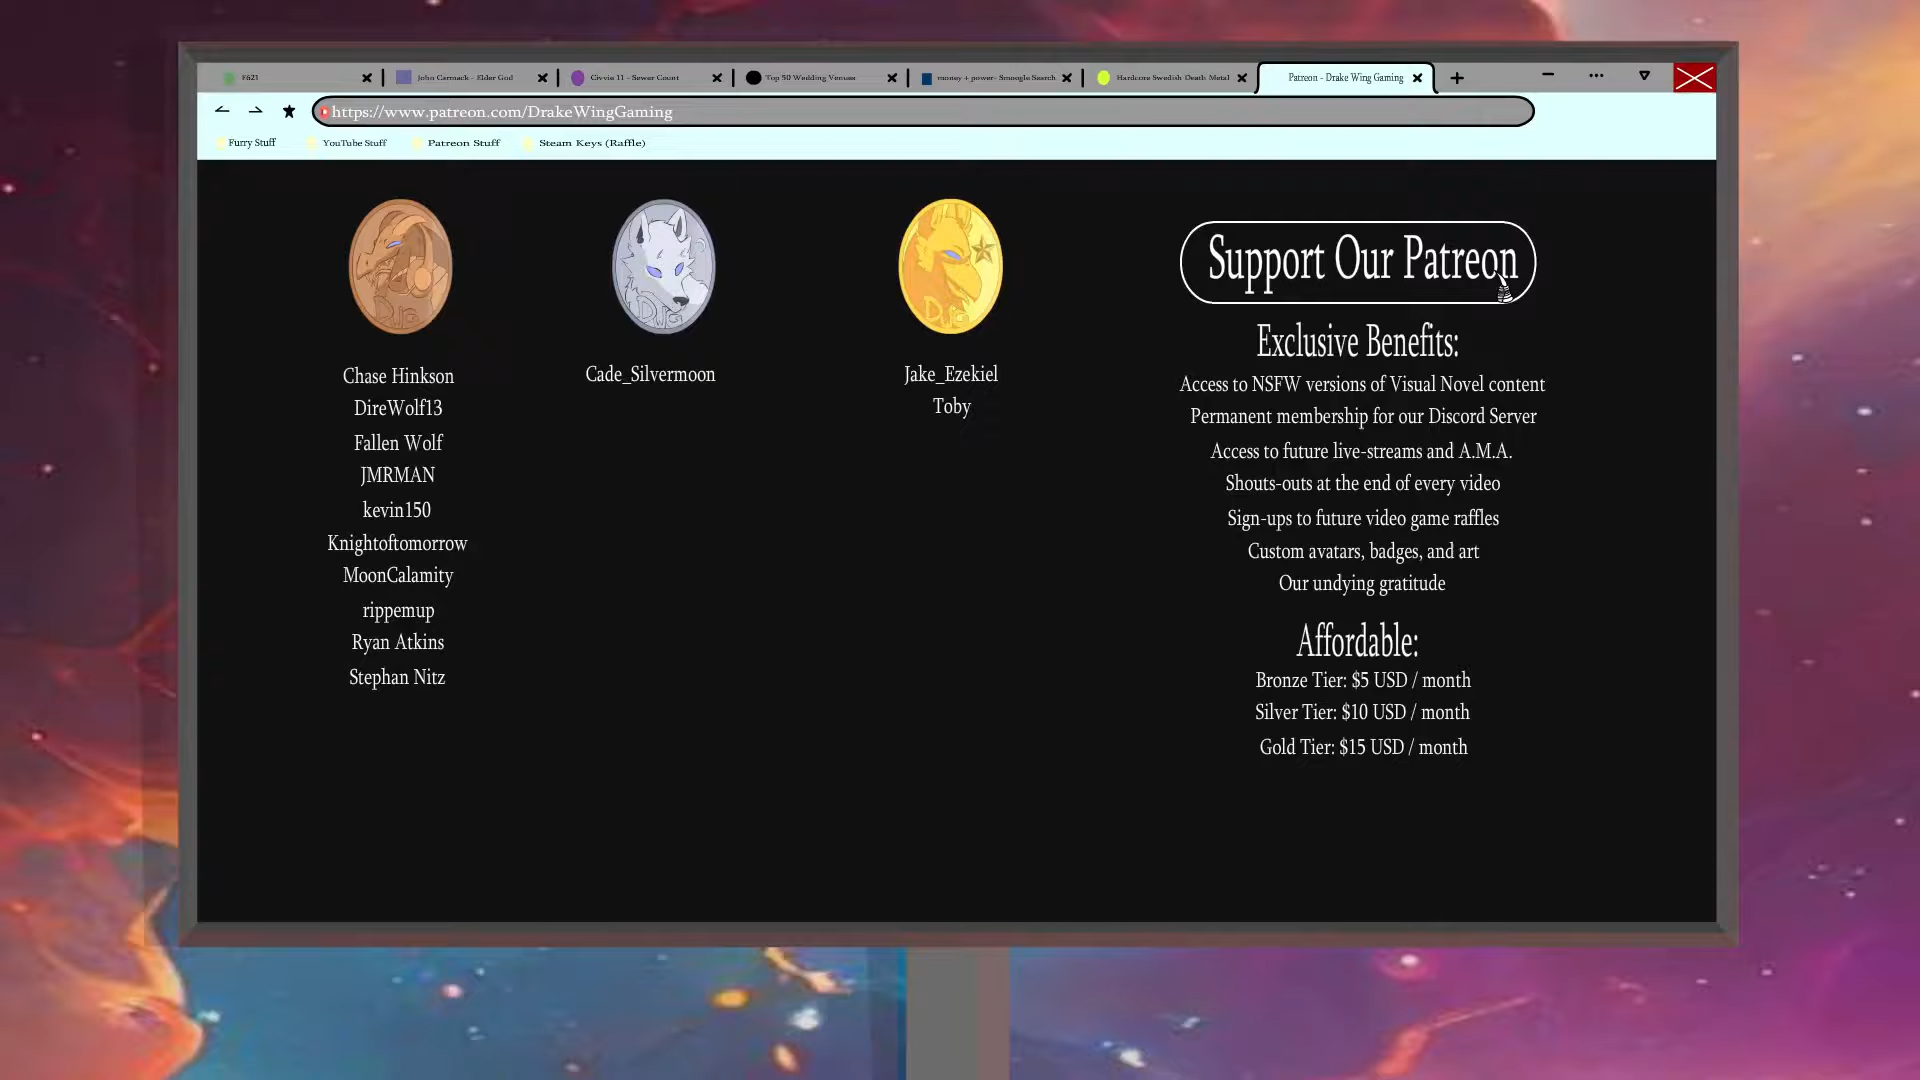 F621
John Carmack - Elder God
Civvie 11 - Sewer Count
Top 50 Wedding Venues
money + power- Smoogle Search
Hardcore Swedish Death Metal
Patreon - Drake Wing Gaming
https://www.patreon.com/DrakeWingGaming
Furry Stuff
YouTube Stuff
Patreon Stuff
Steam Keys (Raffle)
Chase Hinkson
DireWolf13
Fallen Wolf
JMRMAN
kevin150
Knightoftomorrow
MoonCalamity
rippemup
Ryan Atkins
Stephan Nitz
Cade_Silvermoon
Jake_Ezekiel
Toby
Support Our Patreon
Exclusive Benefits:
Access to NSFW versions of Visual Novel content
Permanent membership for our Discord Server
Access to future live-streams and A.M.A.
Shouts-outs at the end of every video
Sign-ups to future video game raffles
Custom avatars, badges, and art
Our undying gratitude
Affordable:
Bronze Tier: $5 USD / month
Silver Tier: $10 USD / month
Gold Tier: $15 USD / month